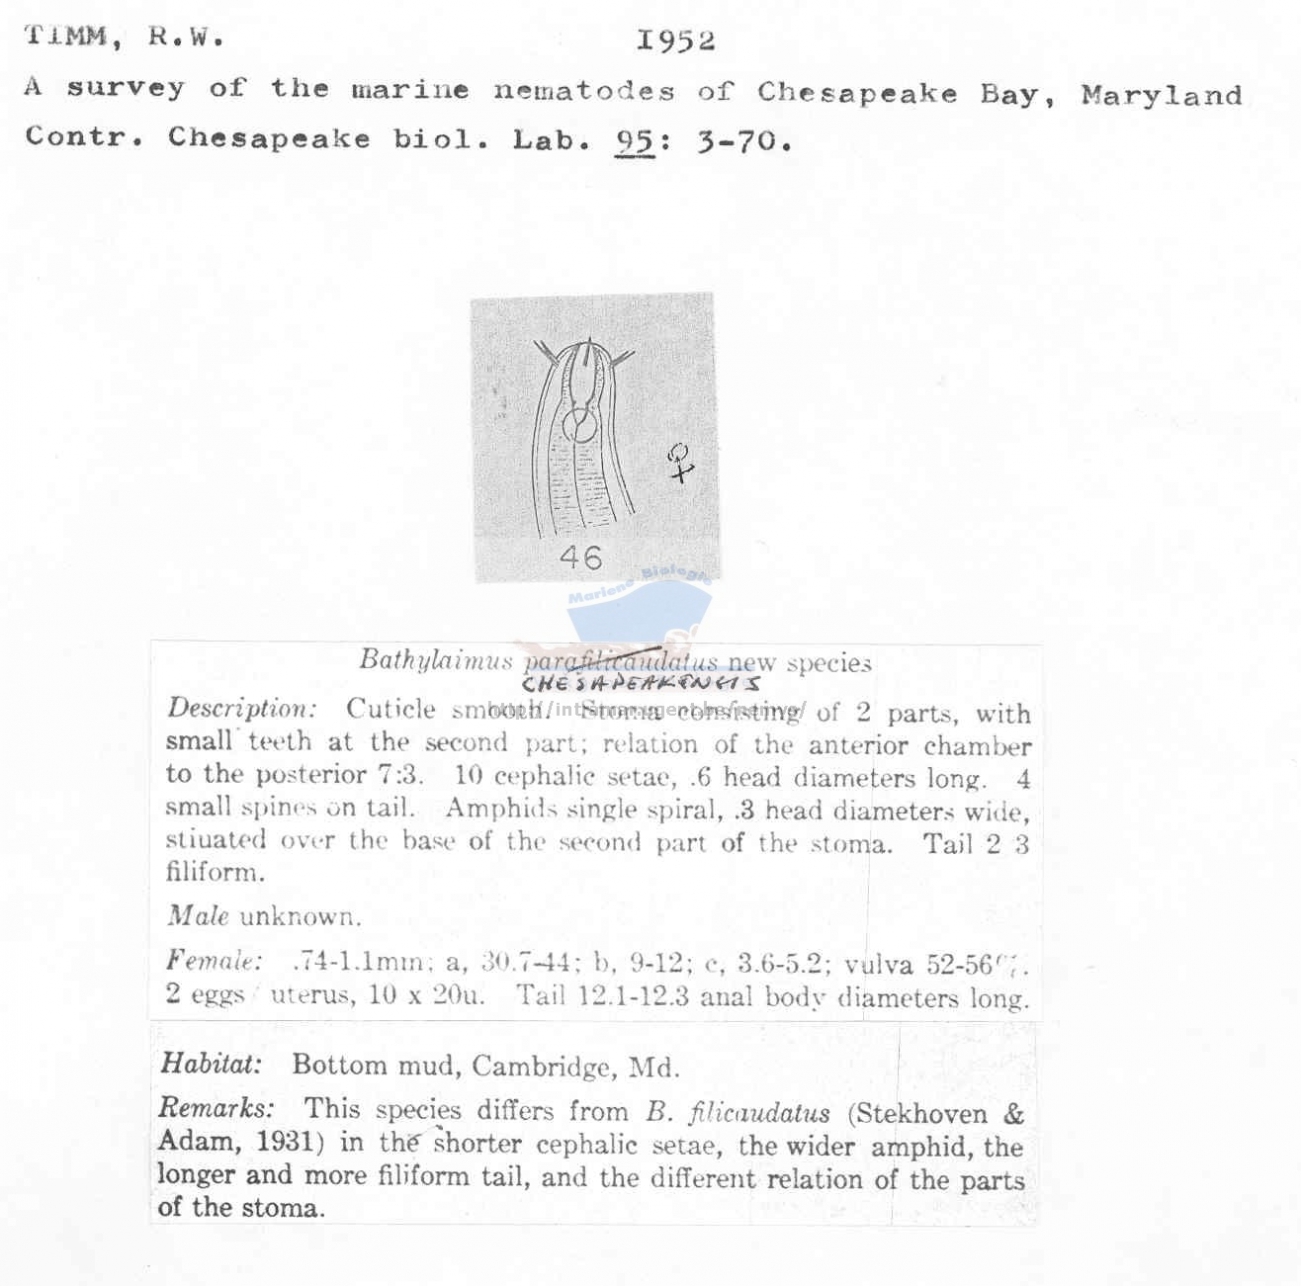 TIMM, R.W. 1952
A survey of the marine nematodes of Chesapeake Bay, Maryland
Contr. Chesapeake biol. Lab. 95: 3-70.
♀
46
Mariene Biologie
Bathylaimus parafilicaudatus new species
CHESAPEAKENSIS
Description: Cuticle smooth. Stoma consisting of 2 parts, with
small teeth at the second part; relation of the anterior chamber
to the posterior 7:3. 10 cephalic setae, .6 head diameters long. 4
small spines on tail. Amphids single spiral, .3 head diameters wide,
stiuated over the base of the second part of the stoma. Tail 2 3
filiform.
Male unknown.
Female: .74-1.1mm; a, 30.7-44; b, 9-12; c, 3.6-5.2; vulva 52-56%.
2 eggs uterus, 10 x 20u. Tail 12.1-12.3 anal body diameters long.
Habitat: Bottom mud, Cambridge, Md.
Remarks: This species differs from B. filicaudatus (Stekhoven &
Adam, 1931) in the shorter cephalic setae, the wider amphid, the
longer and more filiform tail, and the different relation of the parts
of the stoma.